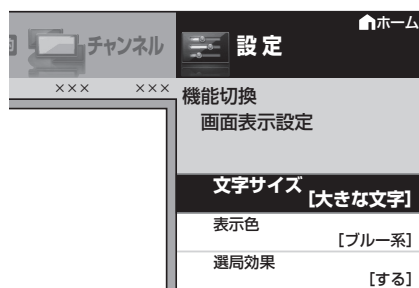 ホーム
チャンネル
設定
××× ×××
機能切換
画面表示設定
文字サイズ
[大きな文字]
表示色
[ブルー系]
選局効果
[する]